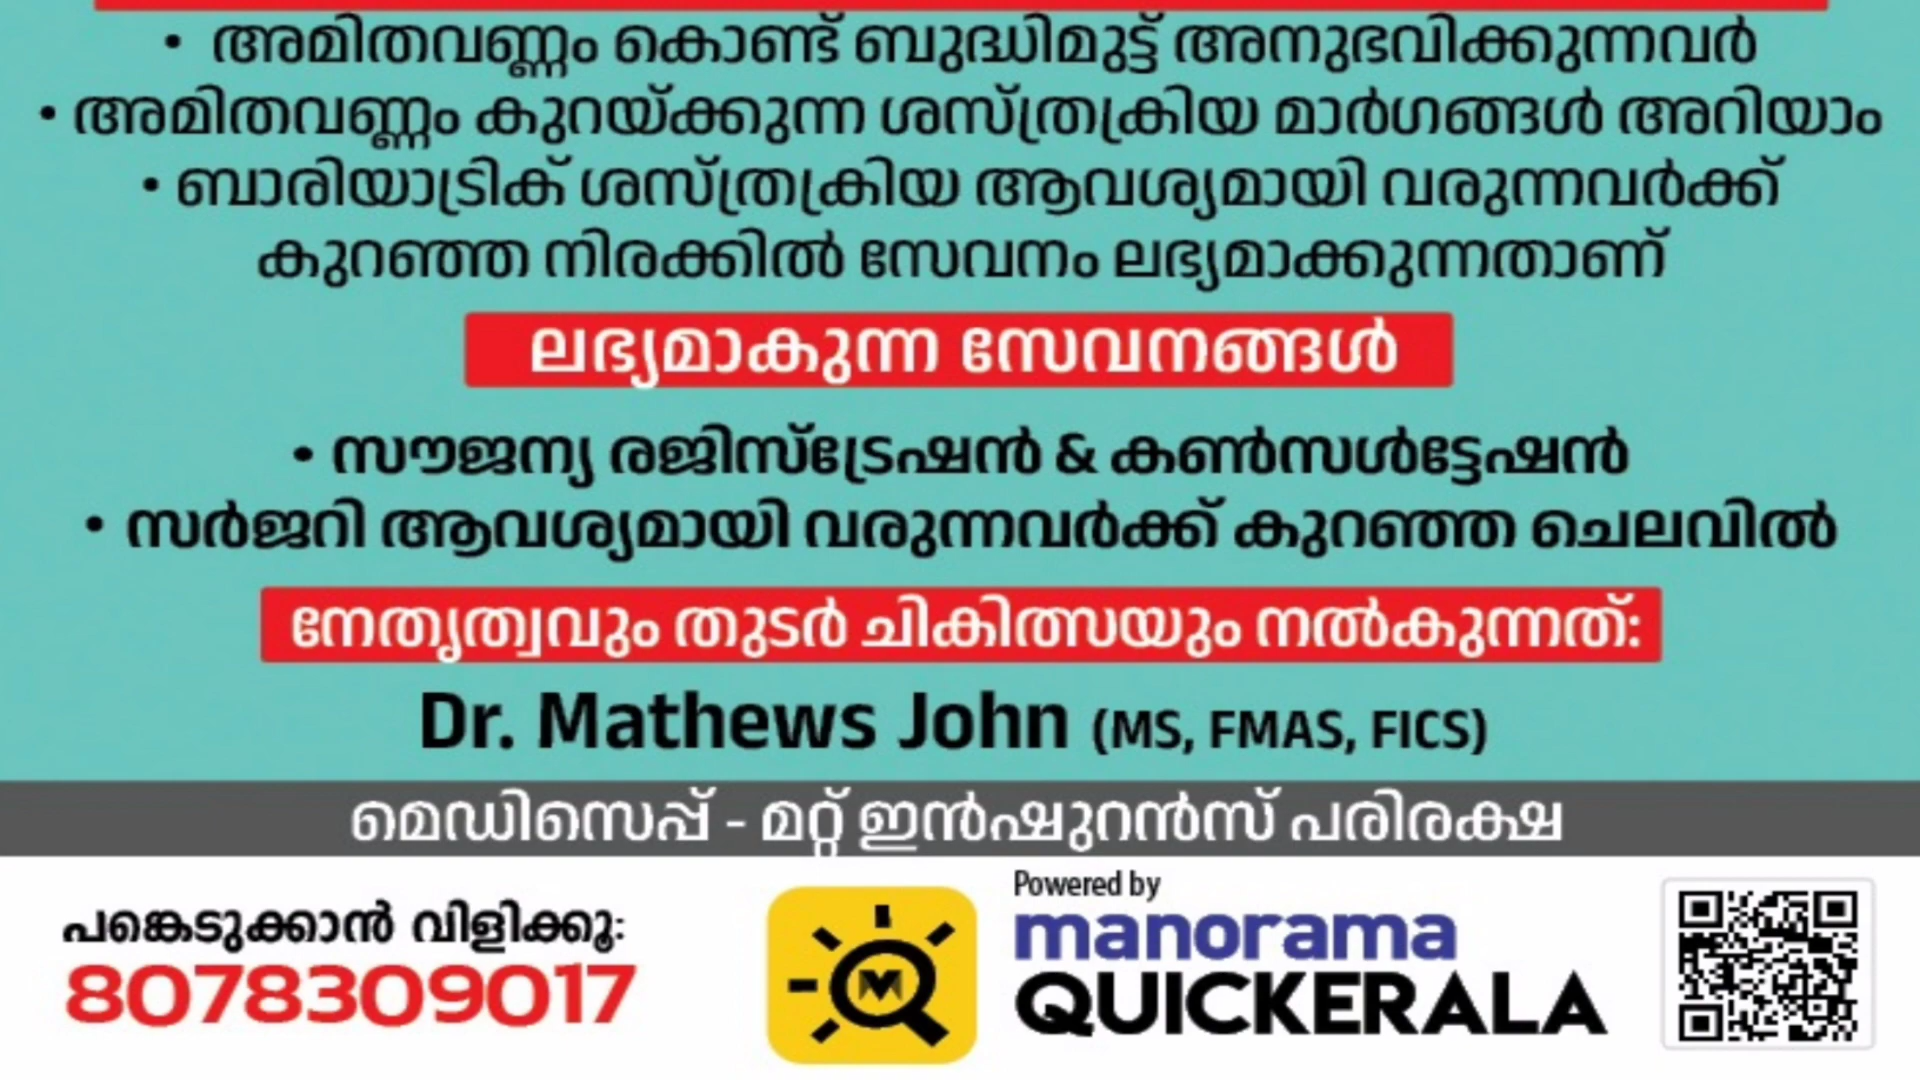 • അമിതവണ്ണം കൊണ്ട് ബുദ്ധിമുട്ട് അനുഭവിക്കുന്നവർ
• അമിതവണ്ണം കുറയ്ക്കുന്ന ശസ്ത്രക്രിയ മാർഗങ്ങൾ അറിയാം
• ബാരിയാട്രിക് ശസ്ത്രക്രിയ ആവശ്യമായി വരുന്നവർക്ക്
കുറഞ്ഞ നിരക്കിൽ സേവനം ലഭ്യമാക്കുന്നതാണ്
ലഭ്യമാകുന്ന സേവനങ്ങൾ
• സൗജന്യ രജിസ്ട്രേഷൻ & കൺസൾട്ടേഷൻ
• സർജറി ആവശ്യമായി വരുന്നവർക്ക് കുറഞ്ഞ ചെലവിൽ
നേതൃത്വവും തുടർ ചികിത്സയും നൽകുന്നത്:
Dr. Mathews John (MS, FMAS, FICS)
മെഡിസെപ്പ് - മറ്റ് ഇൻഷുറൻസ് പരിരക്ഷ
പങ്കെടുക്കാൻ വിളിക്കൂ:
8078309017
M
Powered by
manorama
QUICKERALA